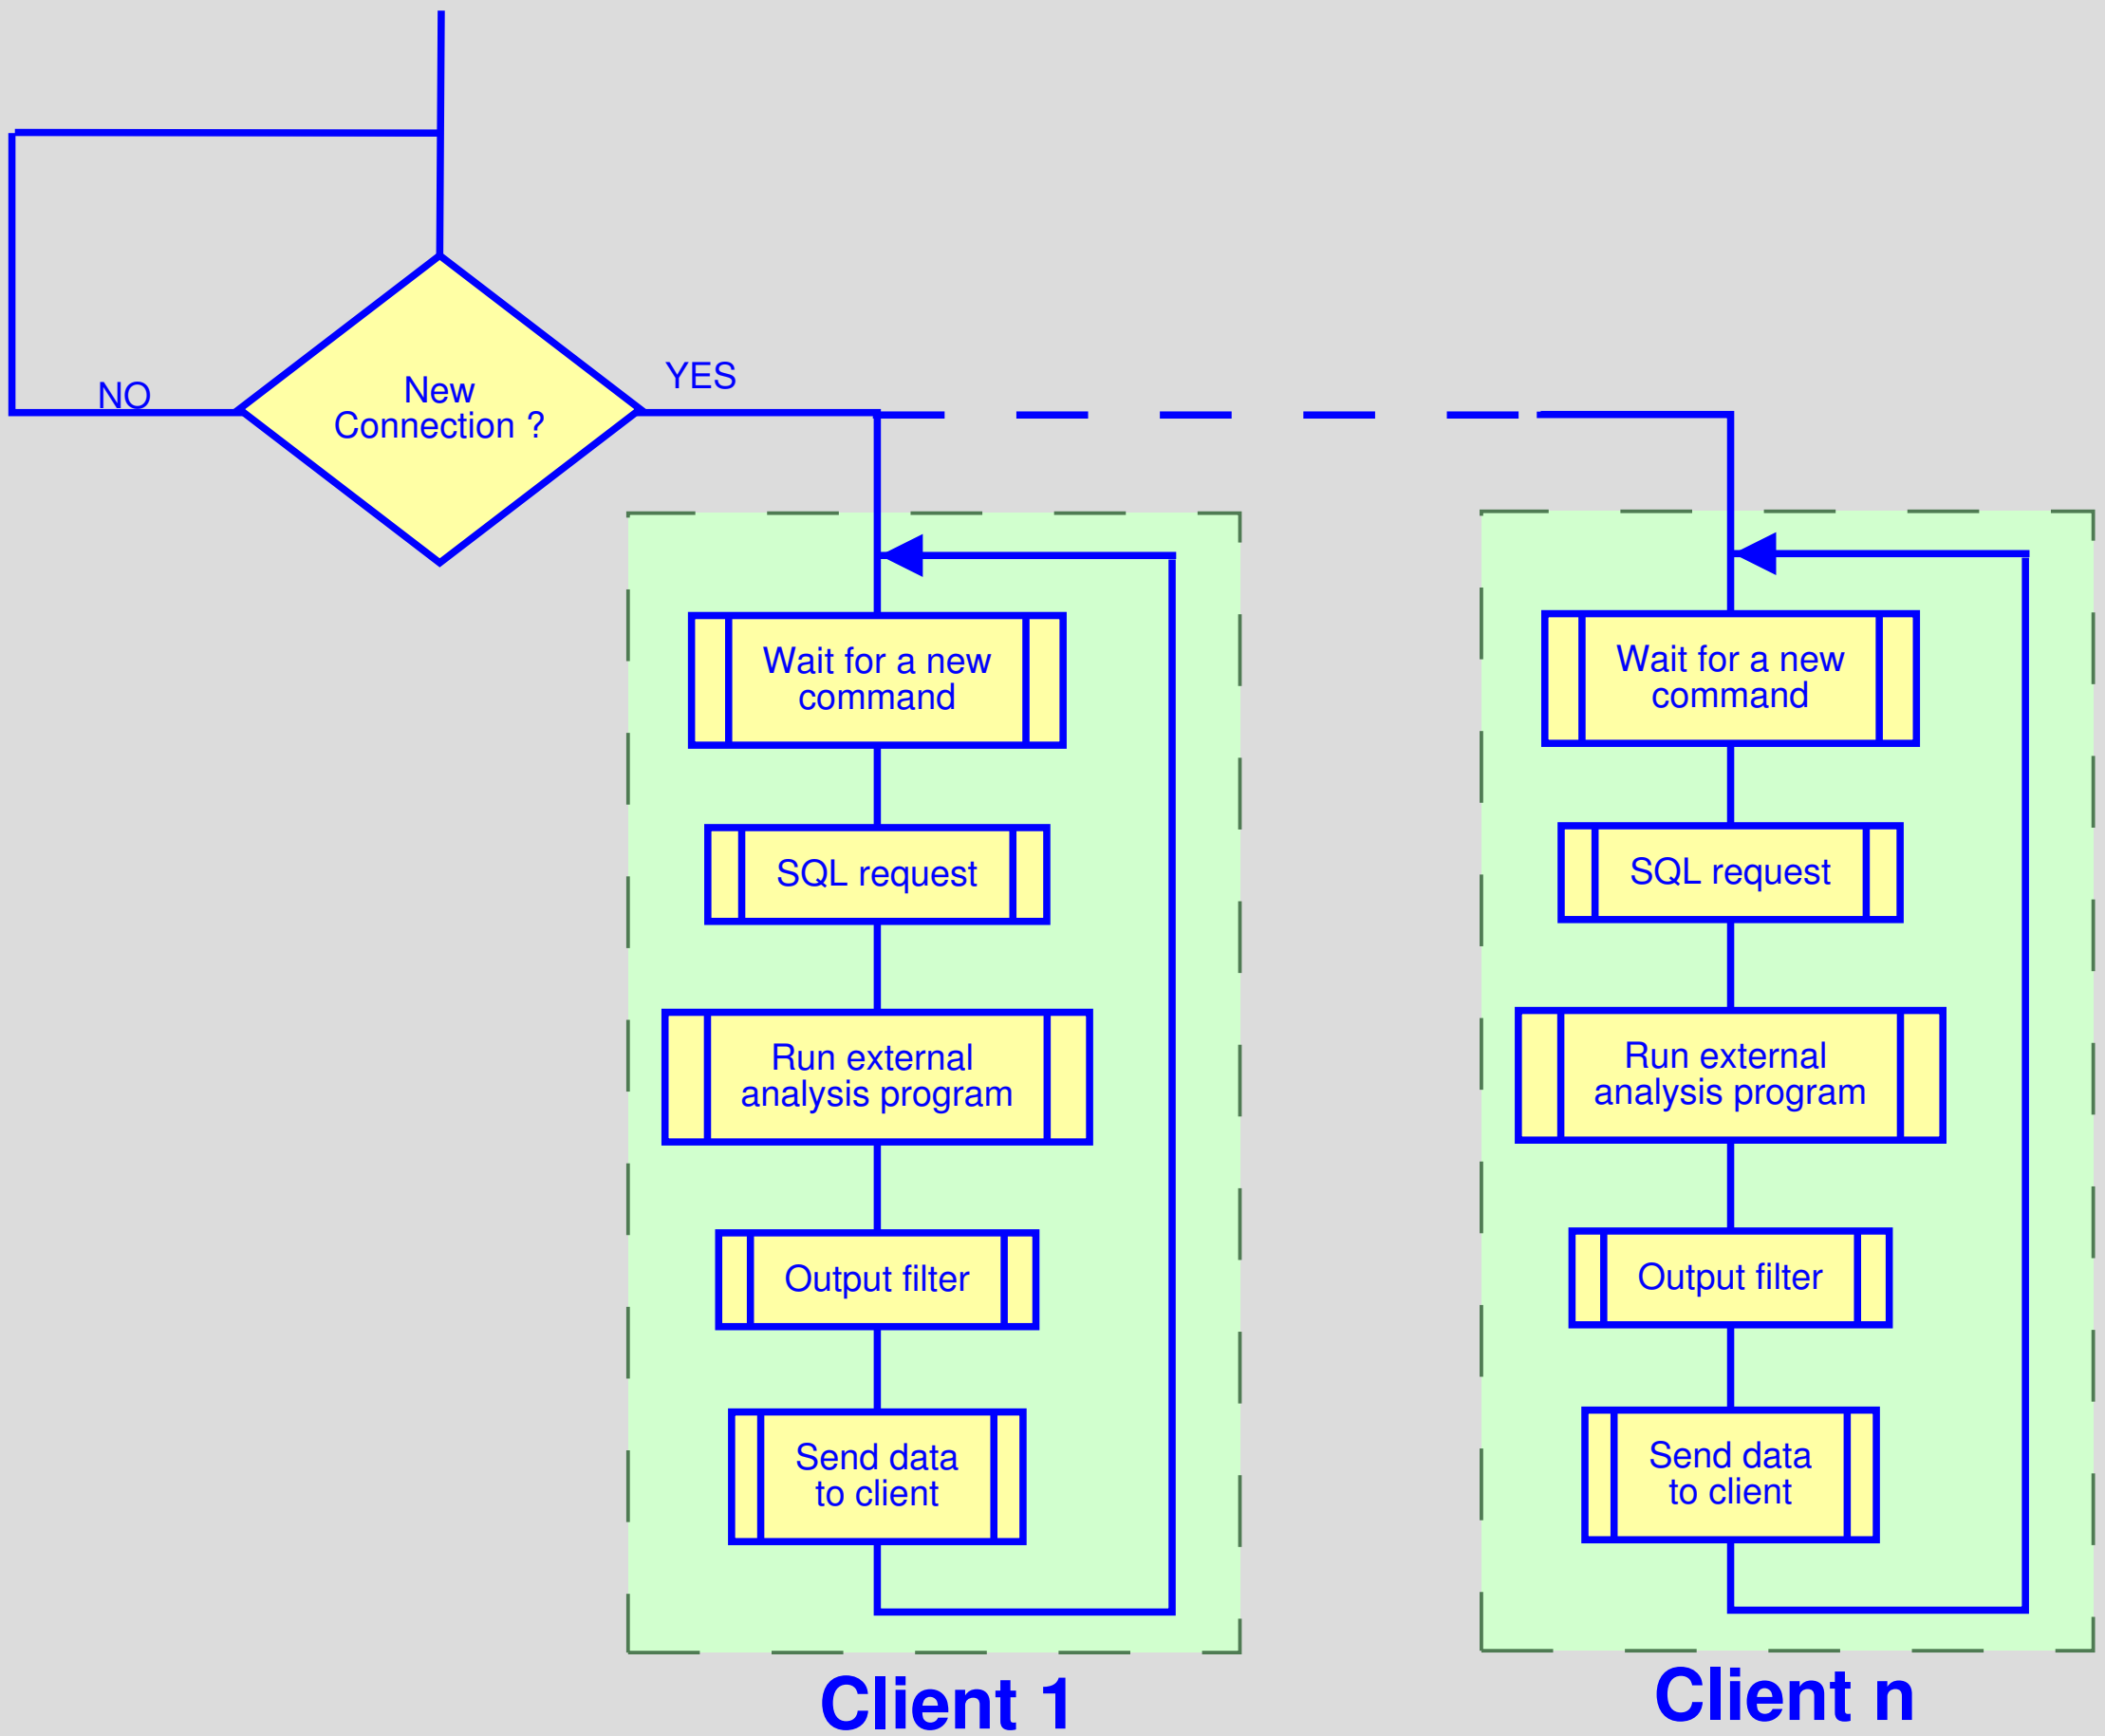 NO
New
Connection ?
YES
Wait for a new
command
SQL request
Run external
analysis program
Output filter
Send data
to client
Client 1
Wait for a new
command
SQL request
Run external
analysis program
Output filter
Send data
to client
Client n